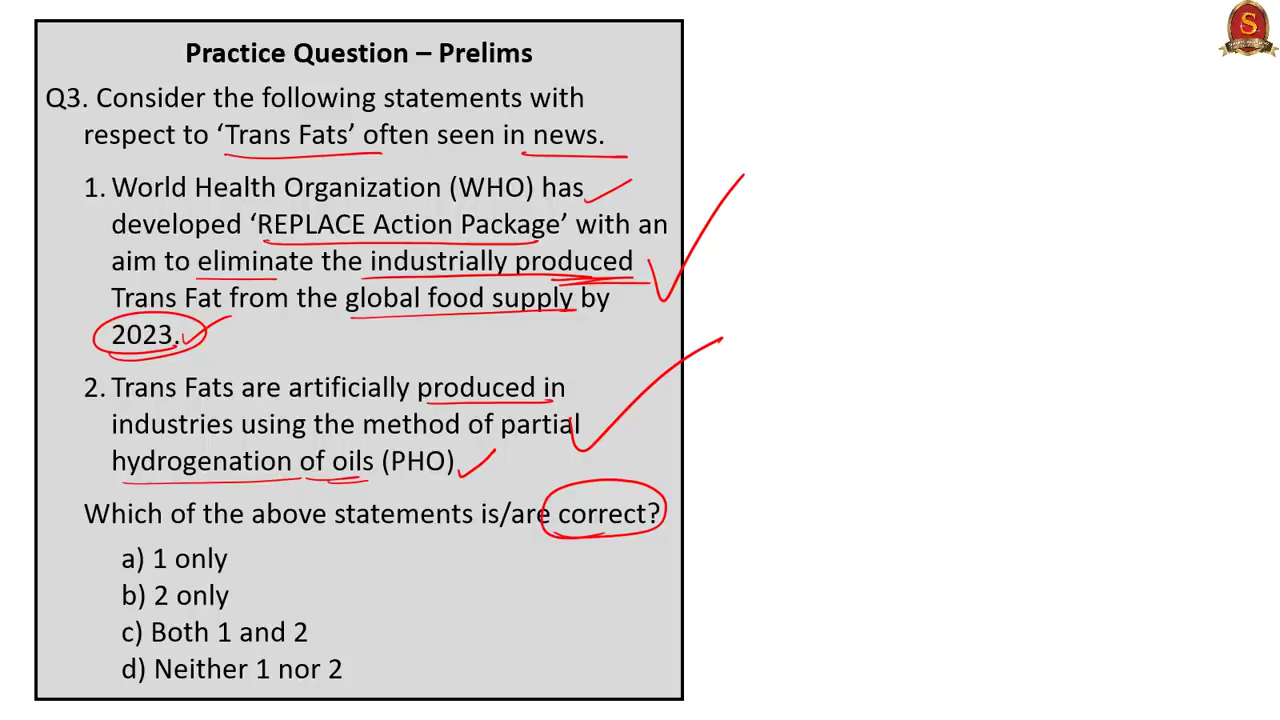 Practice Question – Prelims
Q3. Consider the following statements with
respect to ‘Trans Fats’ often seen in news.
1. World Health Organization (WHO) has
developed ‘REPLACE Action Package’ with an
aim to eliminate the industrially produced
Trans Fat from the global food supply by
2023.
2. Trans Fats are artificially produced in
industries using the method of partial
hydrogenation of oils (PHO)
Which of the above statements is/are correct?
a) 1 only
b) 2 only
c) Both 1 and 2
d) Neither 1 nor 2
S